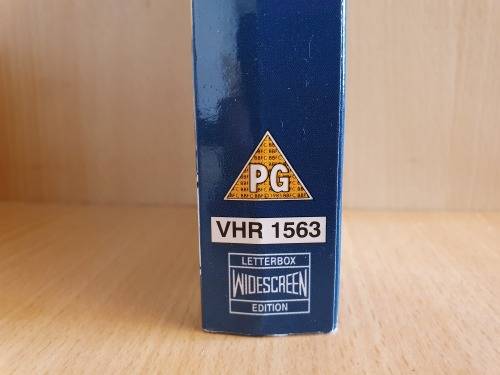 PG
VHR 1563
LETTERBOX
WIDESCREEN
EDITION